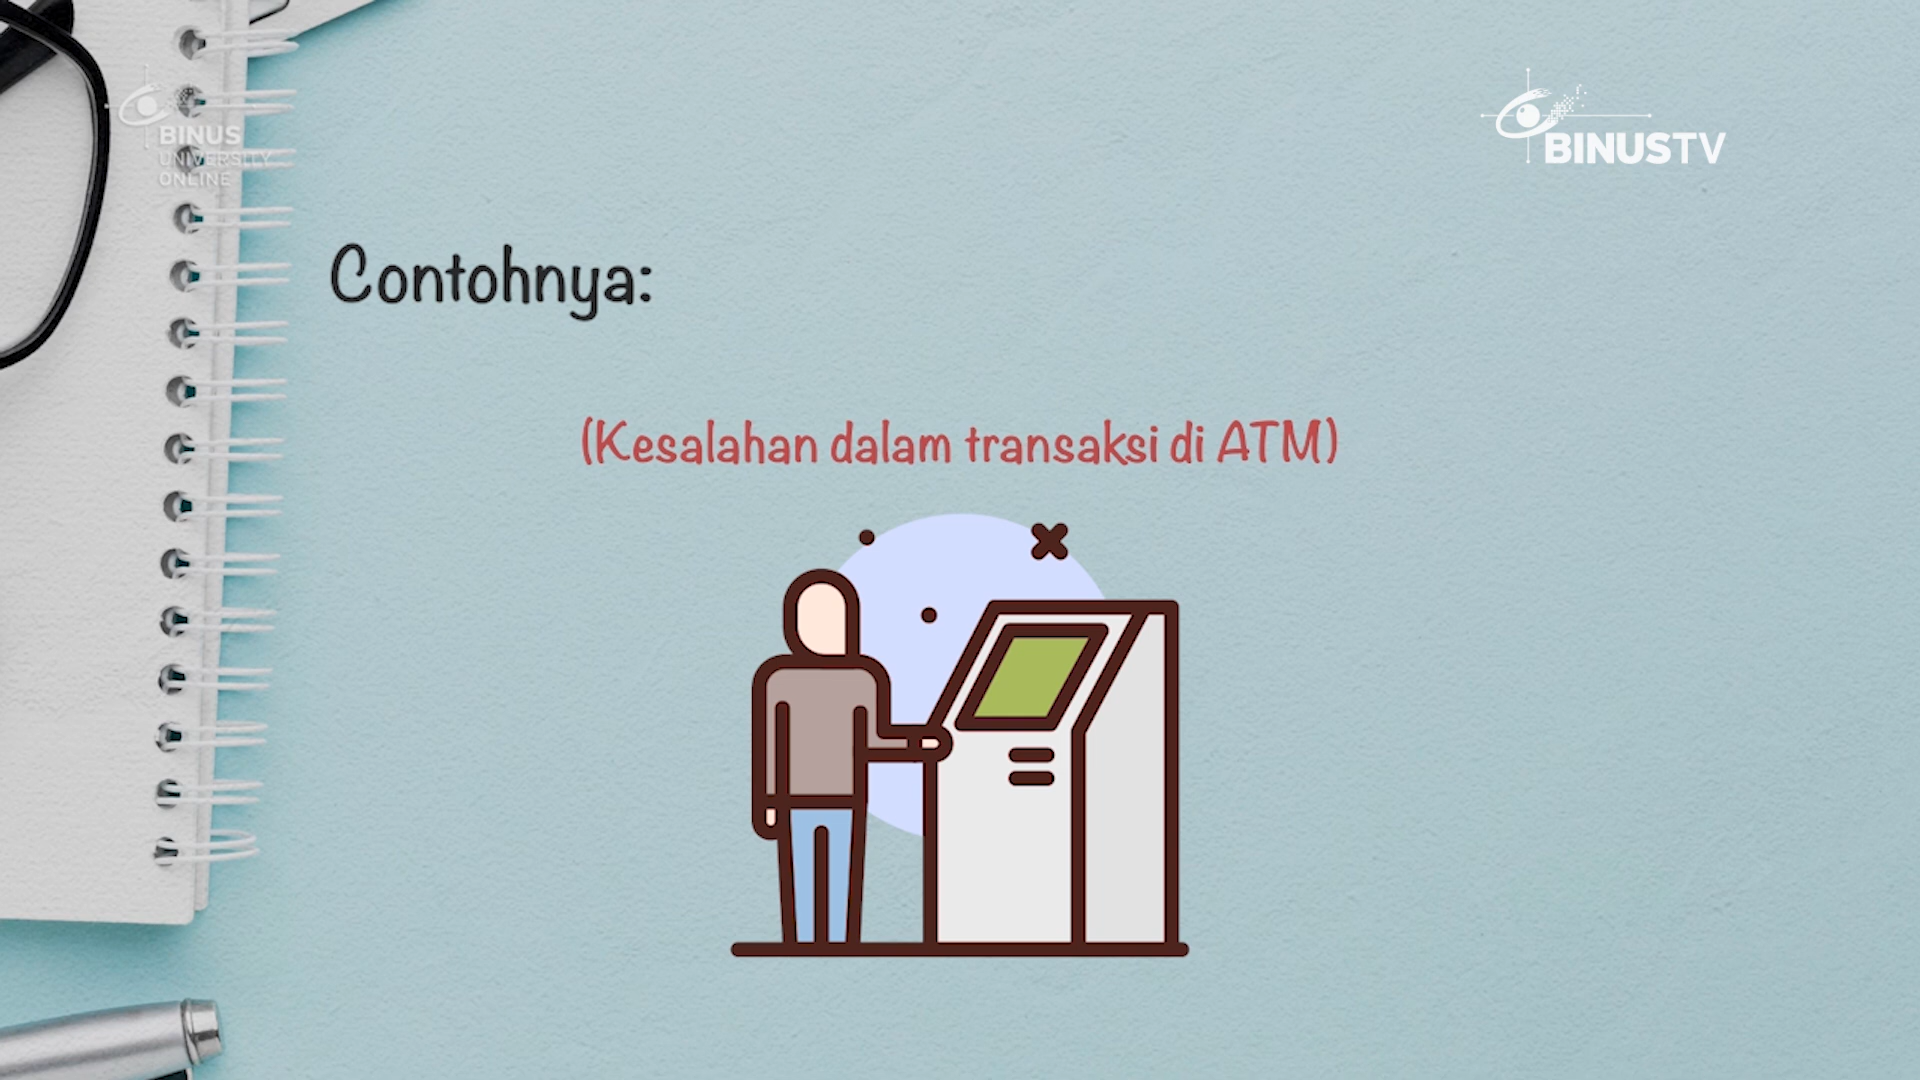 BINUS
UNIVERSITY
ONLINE
BINUSTV
Contohnya:
(Kesalahan dalam transaksi di ATM)